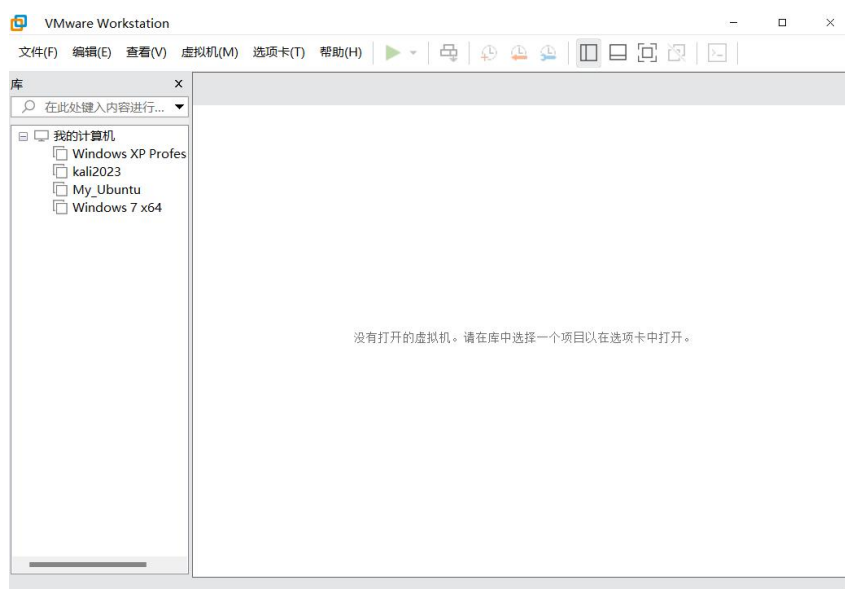 VMware Workstation
文件(F) 编辑(E) 查看(V) 虚拟机(M) 选项卡(T) 帮助(H)
库
在此处键入内容进行...
我的计算机
Windows XP Profes
kali2023
My_Ubuntu
Windows 7 x64
没有打开的虚拟机。请在库中选择一个项目以在选项卡中打开。